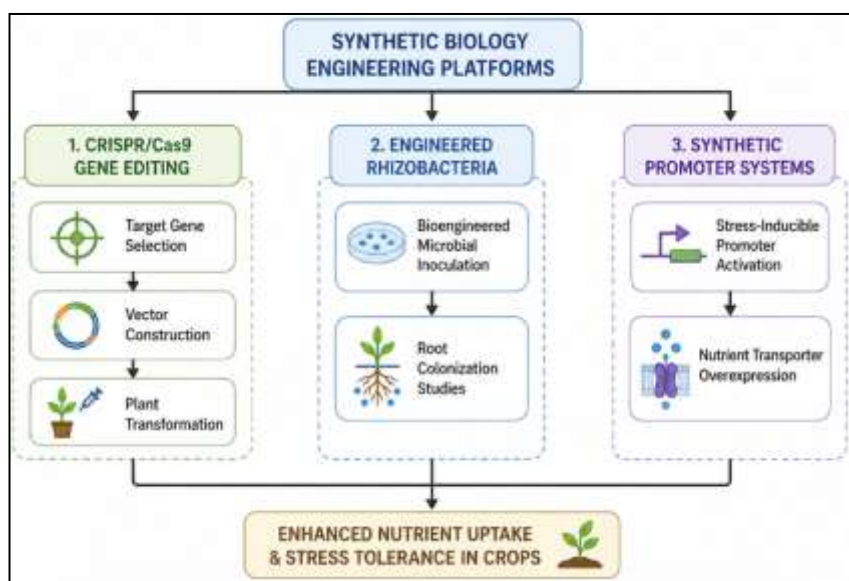 SYNTHETIC BIOLOGY
ENGINEERING PLATFORMS
1. CRISPR/Cas9
GENE EDITING
Target Gene
Selection
Vector
Construction
Plant
Transformation
2. ENGINEERED
RHIZOBACTERIA
Bioengineered
Microbial
Inoculation
Root
Colonization
Studies
3. SYNTHETIC
PROMOTER SYSTEMS
Stress-Inducible
Promoter
Activation
Nutrient Transporter
Overexpression
ENHANCED NUTRIENT UPTAKE
& STRESS TOLERANCE IN CROPS